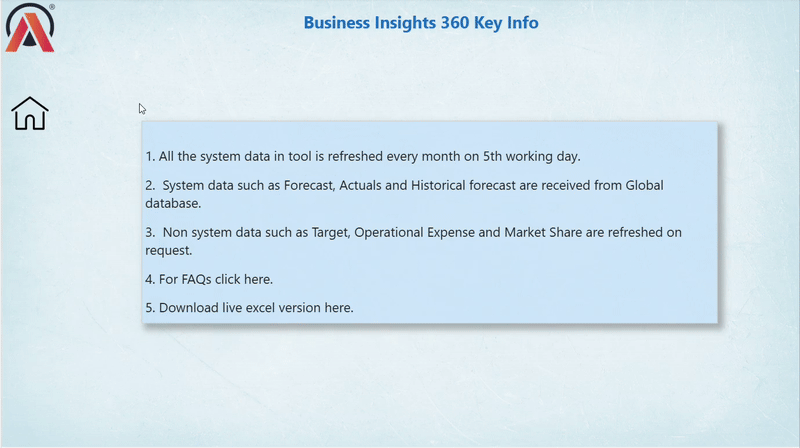 ®
Business Insights 360 Key Info
1. All the system data in tool is refreshed every month on 5th working day.
2.  System data such as Forecast, Actuals and Historical forecast are received from Global
database.
3.  Non system data such as Target, Operational Expense and Market Share are refreshed on
request.
4. For FAQs click here.
5. Download live excel version here.